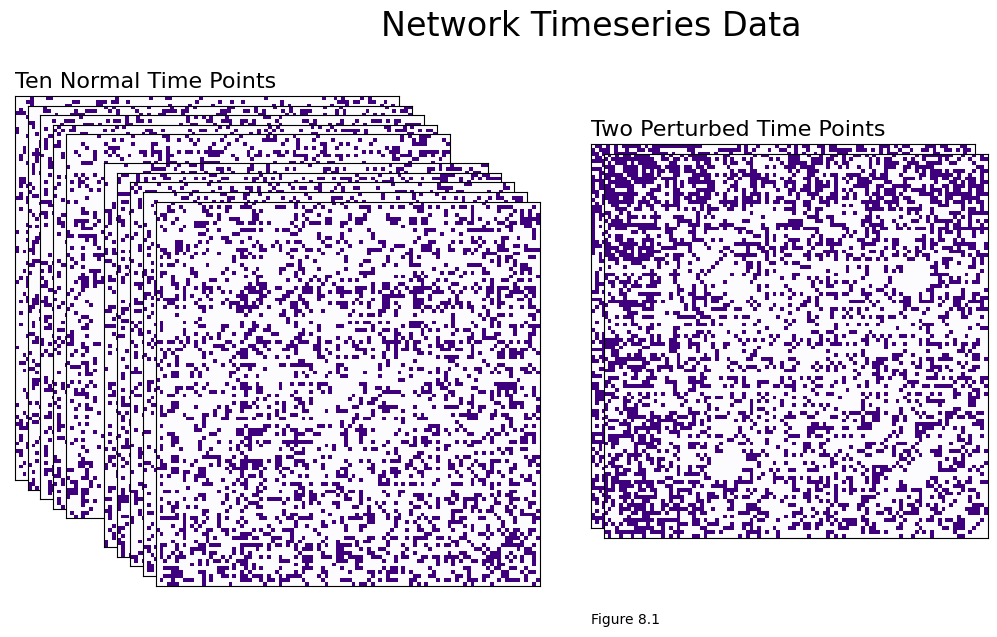 Network Timeseries Data
Ten Normal Time Points
Two Perturbed Time Points
Figure 8.1